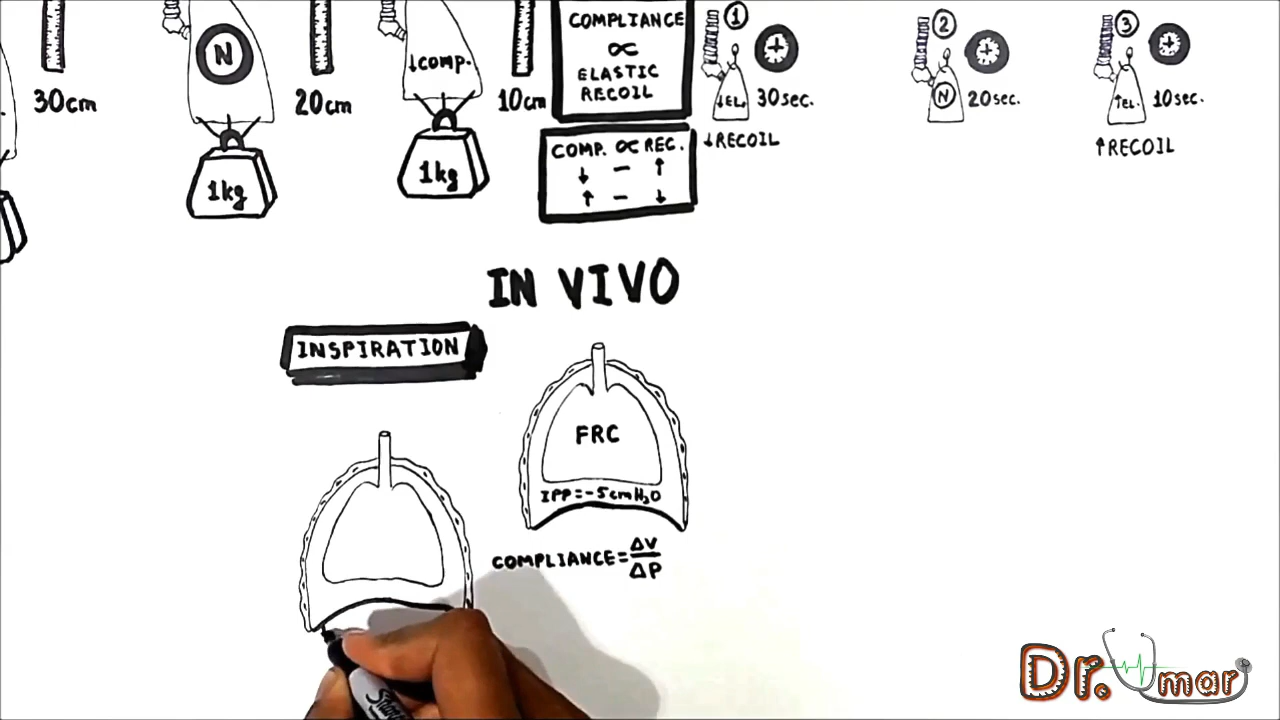 30cm
N
1kg
20cm
↓comp.
1kg
10cm
COMPLIANCE
∝
ELASTIC
RECOIL
COMP. ∝ REC.
↓ — ↑
↑ — ↓
1
↓EL.
30sec.
↓RECOIL
2
N
20sec.
3
↑EL.
10sec.
↑RECOIL
IN VIVO
INSPIRATION
FRC
IPP=-5cmH₂O
COMPLIANCE=ΔV/ΔP
Dr. Umar